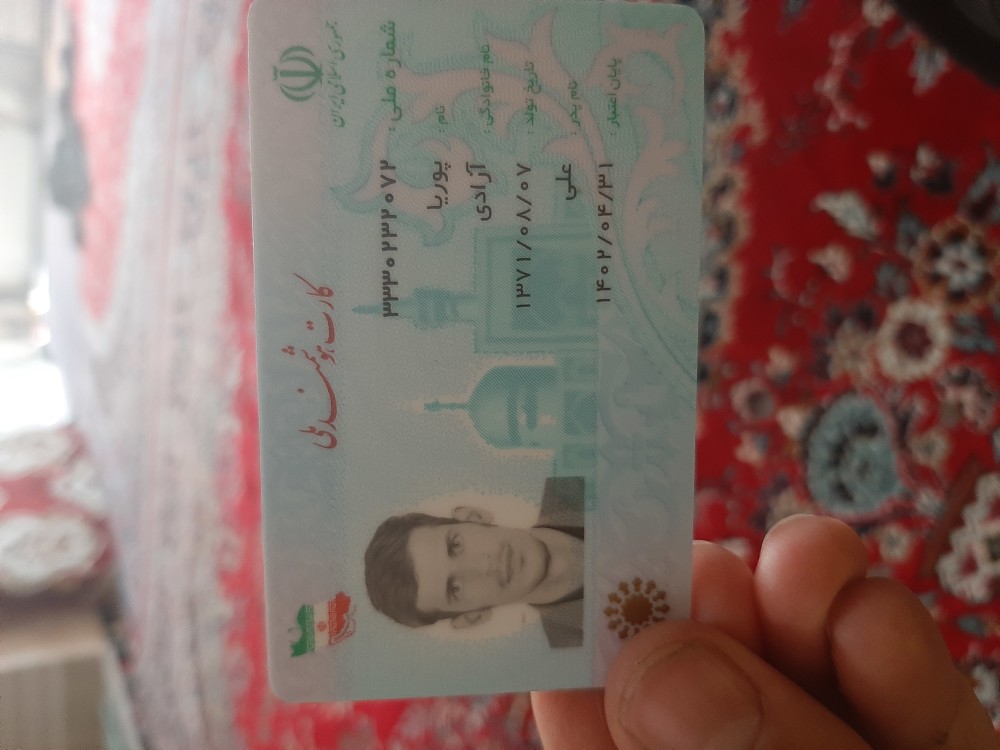 جمهوری اسلامی ایران
کارت هوشمند ملی
شماره ملی : ۳۳۳۰۲۳۲۰۷۲
نام : پوریا
نام خانوادگی : آزادی
تاریخ تولد : ۱۳۷۱/۰۸/۰۷
نام پدر : علی
پایان اعتبار : ۱۴۰۲/۰۴/۳۱